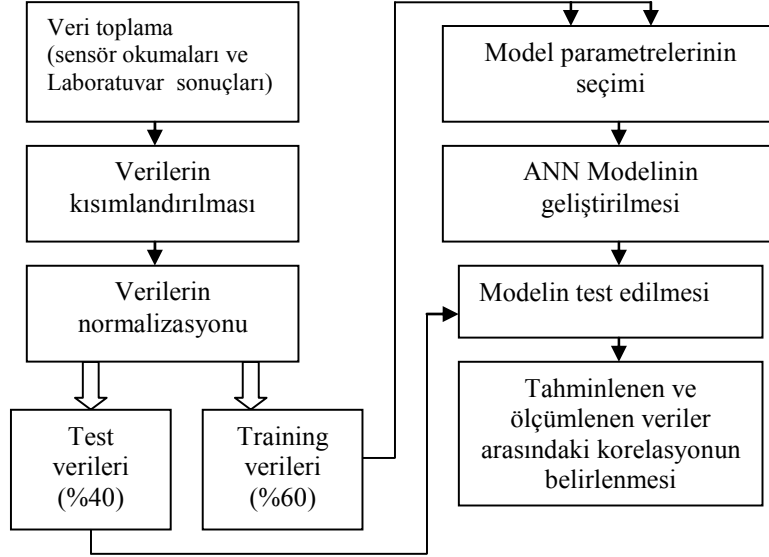 Veri toplama
(sensör okumaları ve
Laboratuvar sonuçları)
Verilerin
kısımlandırılması
Verilerin
normalizasyonu
Test
verileri
(%40)
Training
verileri
(%60)
Model parametrelerinin
seçimi
ANN Modelinin
geliştirilmesi
Modelin test edilmesi
Tahminlenen ve
ölçümlenen veriler
arasındaki korelasyonun
belirlenmesi